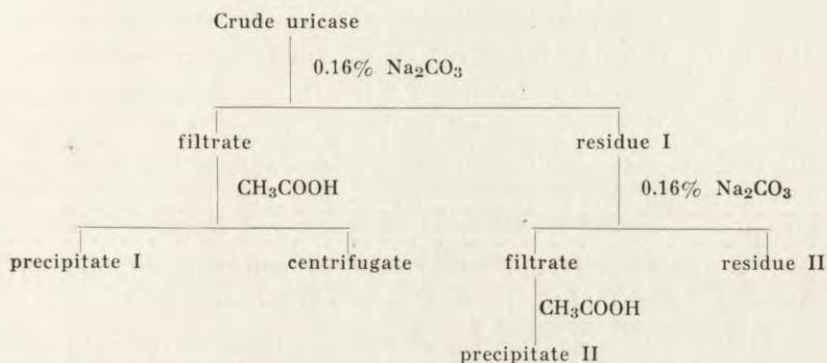 Crude uricase
0.16% Na₂CO₃
filtrate residue I
CH₃COOH 0.16% Na₂CO₃
precipitate I centrifugate filtrate residue II
CH₃COOH
precipitate II